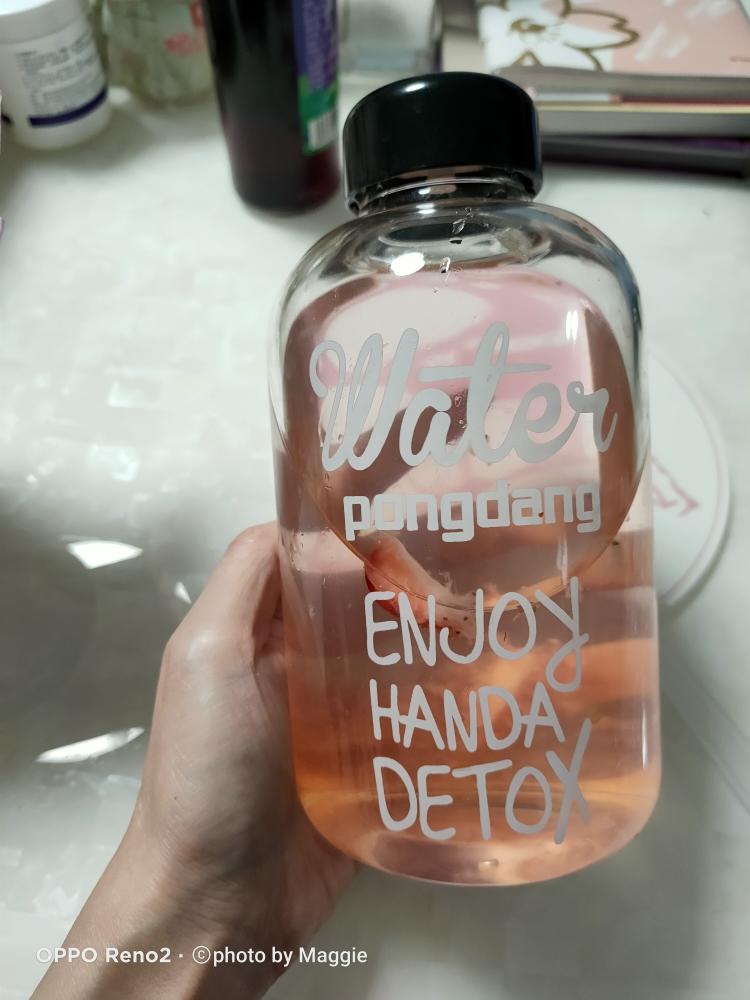 Water
pongdang
ENJOY
HANDA
DETOX
OPPO Reno2 · ©photo by Maggie